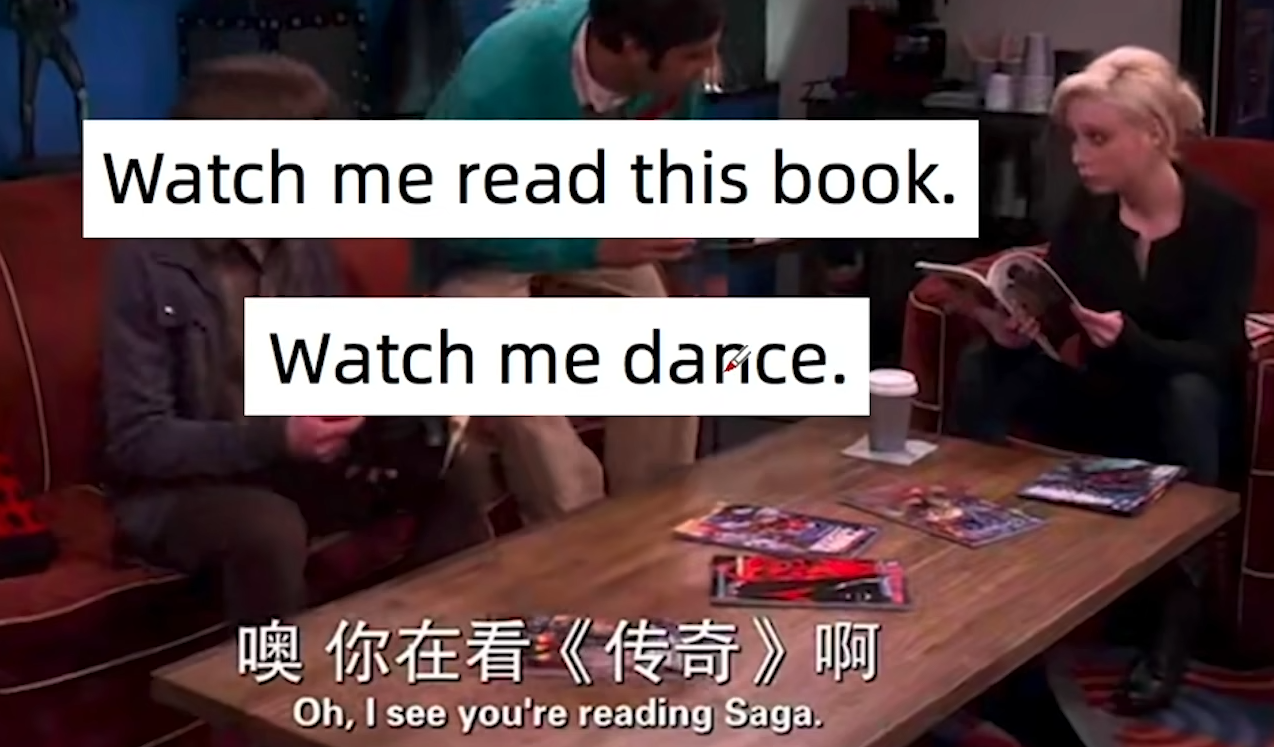 Watch me read this book.
Watch me dance.
噢 你在看《传奇》啊
Oh, I see you're reading Saga.